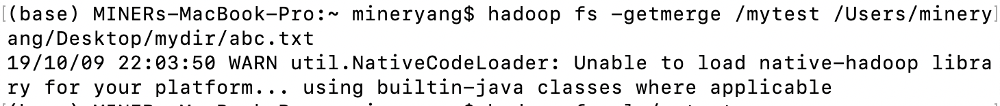 [(base) MINERs-MacBook-Pro:~ mineryang$ hadoop fs -getmerge /mytest /Users/minery]
ang/Desktop/mydir/abc.txt
19/10/09 22:03:50 WARN util.NativeCodeLoader: Unable to load native-hadoop libra
ry for your platform... using builtin-java classes where applicable